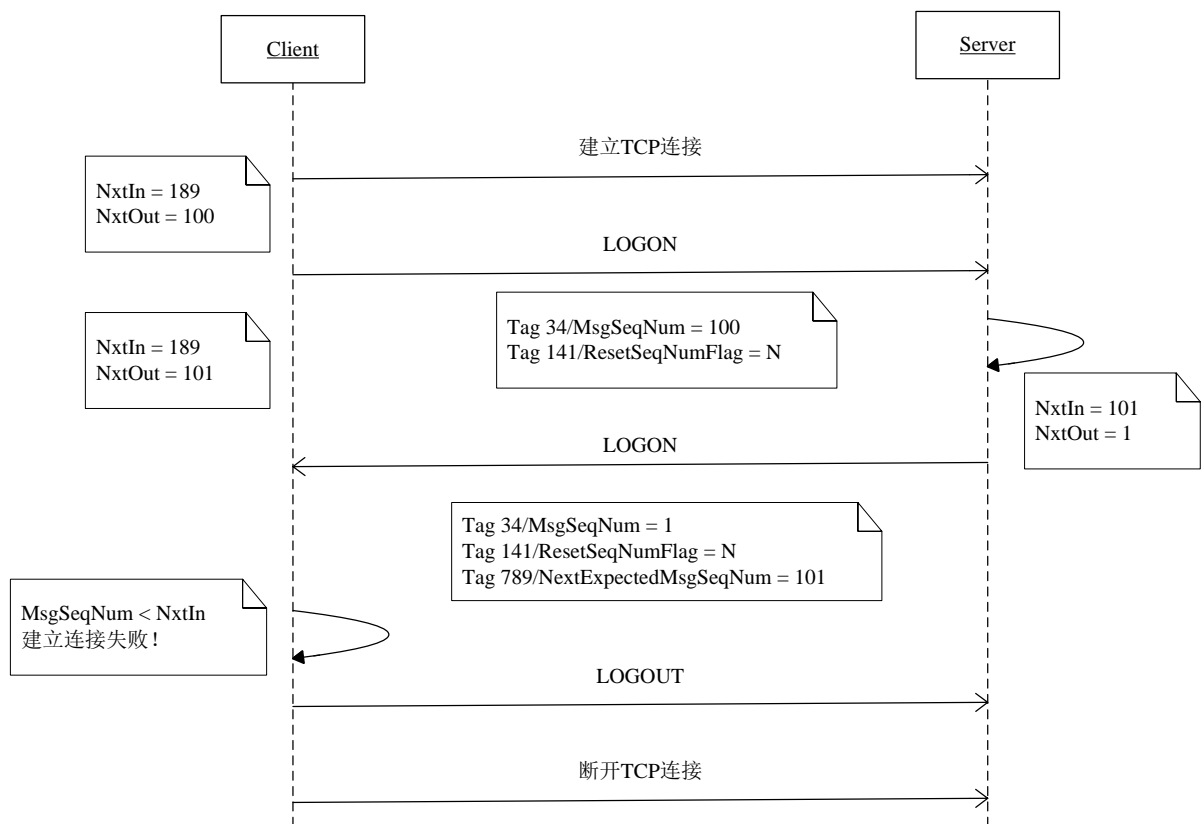 Client
Server
建立TCP连接
NxtIn = 189
NxtOut = 100
LOGON
Tag 34/MsgSeqNum = 100
Tag 141/ResetSeqNumFlag = N
NxtIn = 189
NxtOut = 101
NxtIn = 101
NxtOut = 1
LOGON
Tag 34/MsgSeqNum = 1
Tag 141/ResetSeqNumFlag = N
Tag 789/NextExpectedMsgSeqNum = 101
MsgSeqNum < NxtIn
建立连接失败！
LOGOUT
断开TCP连接